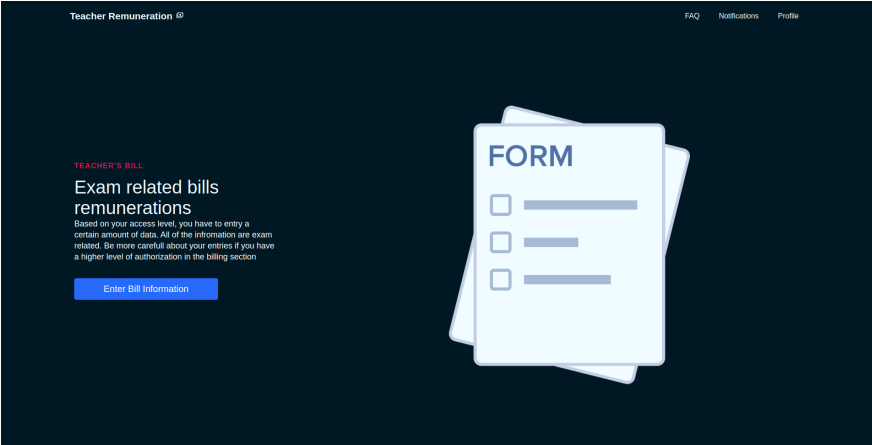 Teacher Remuneration
FAQ Notifications Profile
TEACHER'S BILL
Exam related bills
remunerations
Based on your access level, you have to entry a
certain amount of data. All of the infromation are exam
related. Be more carefull about your entries if you have
a higher level of authorization in the billing section
Enter Bill Information
FORM